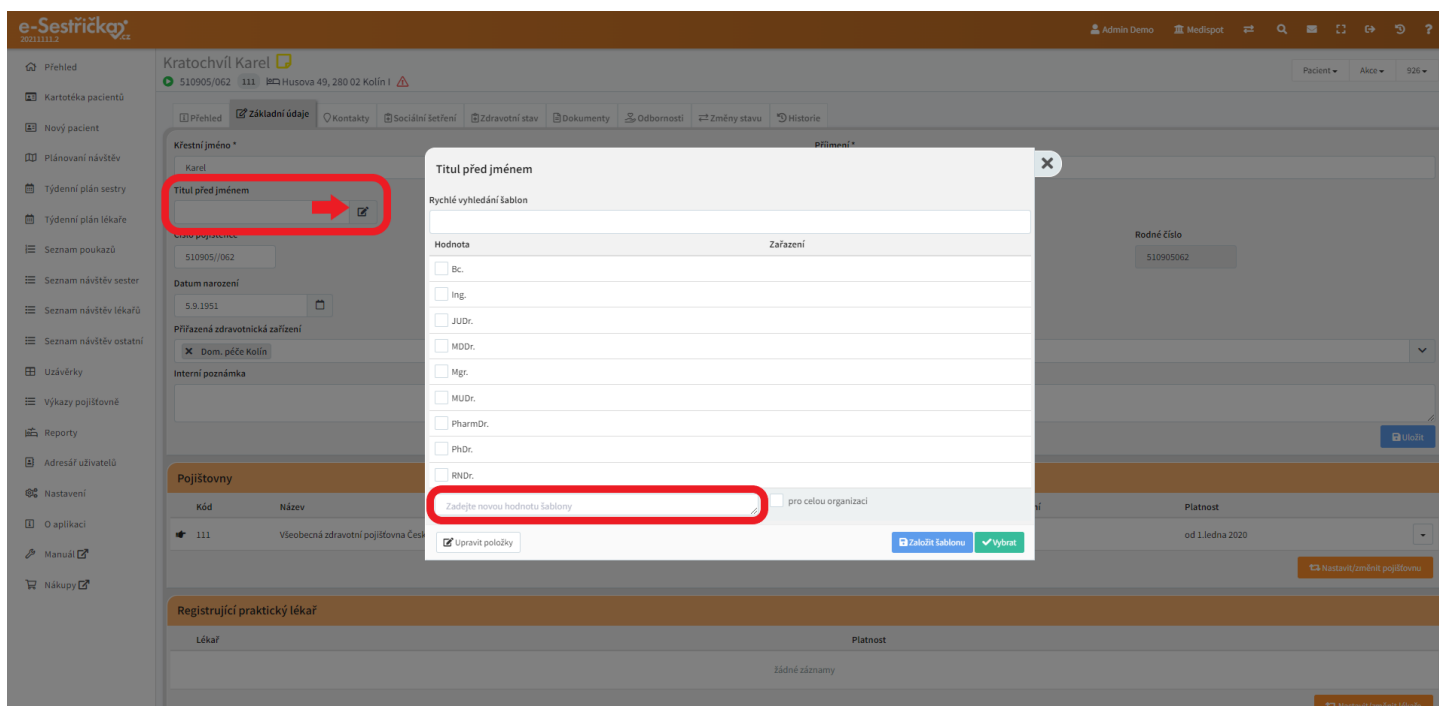 e-Sestřička.cz
20211111.2
Admin Demo Medispot
Přehled
Kartotéka pacientů
Nový pacient
Plánovaní návštěv
Týdenní plán sestry
Týdenní plán lékaře
Seznam poukazů
Seznam návštěv sester
Seznam návštěv lékařů
Seznam návštěv ostatní
Uzávěrky
Výkazy pojišťovně
Reporty
Adresář uživatelů
Nastavení
O aplikaci
Manuál
Nákupy
Kratochvíl Karel
510905/062 111 Husova 49, 280 02 Kolín I
Pacient Akce 926
Přehled Základní údaje Kontakty Sociální šetření Zdravotní stav Dokumenty Odbornosti Změny stavu Historie
Křestní jméno * Příjmení *
Karel
Titul před jménem
Číslo pojištěnce Rodné číslo
510905//062 510905062
Datum narození
5.9.1951
Přiřazená zdravotnická zařízení
Dom. péče Kolín
Interní poznámka
Uložit
Titul před jménem
Rychlé vyhledání šablon
Hodnota Zařazení
Bc.
Ing.
JUDr.
MDDr.
Mgr.
MUDr.
PharmDr.
PhDr.
RNDr.
Zadejte novou hodnotu šablony pro celou organizaci
Upravit položky Založit šablonu Vybrat
Pojištovny
Kód Název Platnost
111 Všeobecná zdravotní pojišťovna Česk od 1.ledna 2020
Nastavit/změnit pojišťovnu
Registrující praktický lékař
Lékař Platnost
žádné záznamy
Nastavit/změnit lékaře